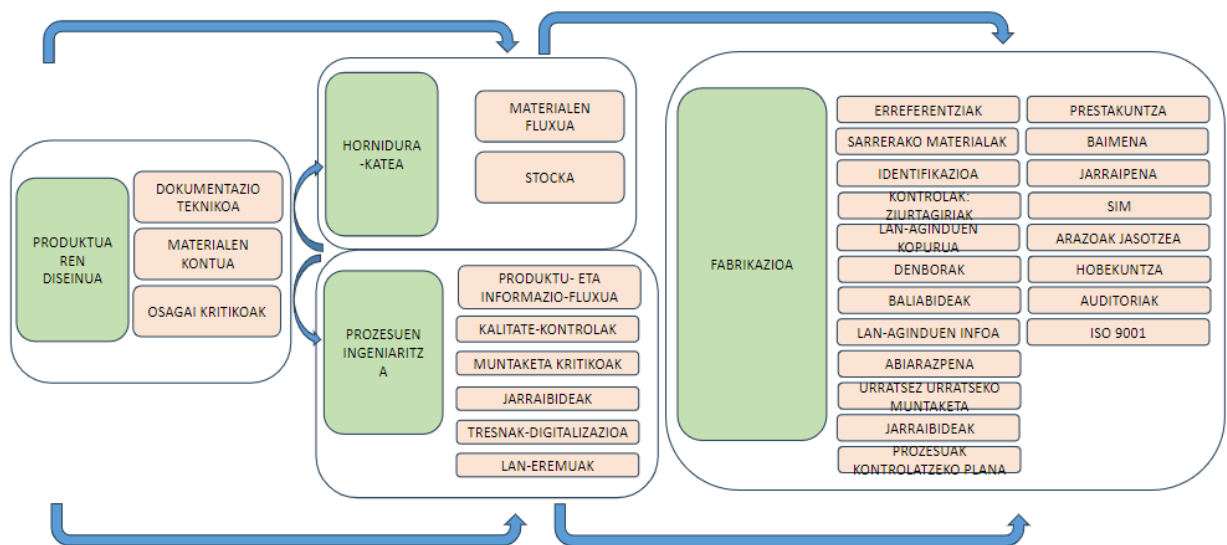 PRODUKTUA
REN
DISEINUA
DOKUMENTAZIO
TEKNIKOA
MATERIALEN
KONTUA
OSAGAI KRITIKOAK
HORNIDURA
-KATEA
MATERIALEN
FLUXUA
STOCKA
PROZESUEN
INGENIARITZ
A
PRODUKTU- ETA
INFORMAZIO-FLUXUA
KALITATE-KONTROLAK
MUNTAKETA KRITIKOAK
JARRAIBIDEAK
TRESNAK-DIGITALIZAZIOA
LAN-EREMUAK
FABRIKAZIOA
ERREFERENTZIAK
SARRERAKO MATERIALAK
IDENTIFIKAZIOA
KONTROLAK:
ZIURTAGIRIAK
LAN-AGINDUEN
KOPURUA
DENBORAK
BALIABIDEAK
LAN-AGINDUEN INFOA
ABIARAZPENA
URRATSEZ URRATSEKO
MUNTAKETA
JARRAIBIDEAK
PROZESUAK
KONTROLATZEKO PLANA
PRESTAKUNTZA
BAIMENA
JARRAIPENA
SIM
ARAZOAK JASOTZEA
HOBEKUNTZA
AUDITORIAK
ISO 9001